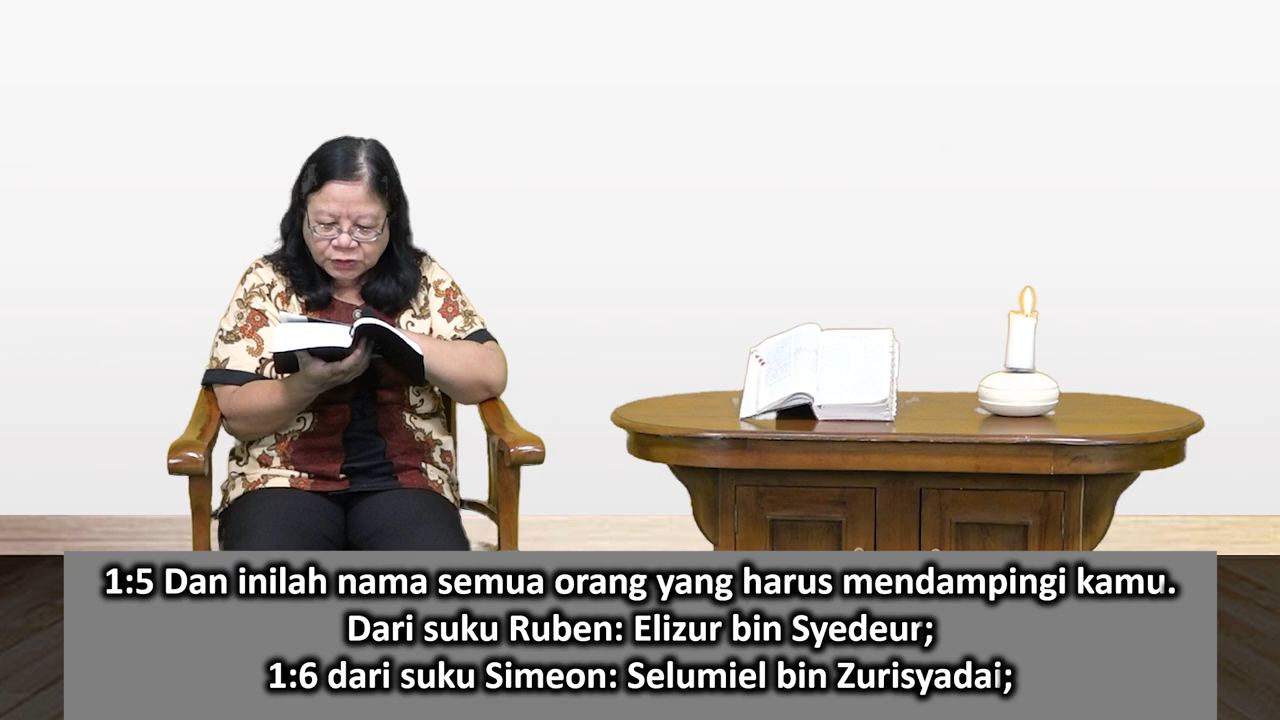 1:5 Dan inilah nama semua orang yang harus mendampingi kamu.
Dari suku Ruben: Elizur bin Syedeur;
1:6 dari suku Simeon: Selumiel bin Zurisyadai;